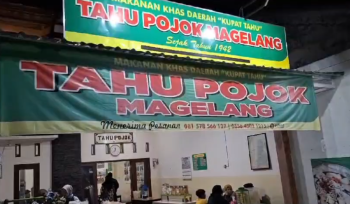 MAKANAN KHAS DAERAH "KUPAT TAHU"
TAHU POJOK MAGELANG
Sejak Tahun 1942
MAKANAN KHAS DAERAH "KUPAT TAHU"
TAHU POJOK
MAGELANG
Menerima Pesanan
TAHU POJOK